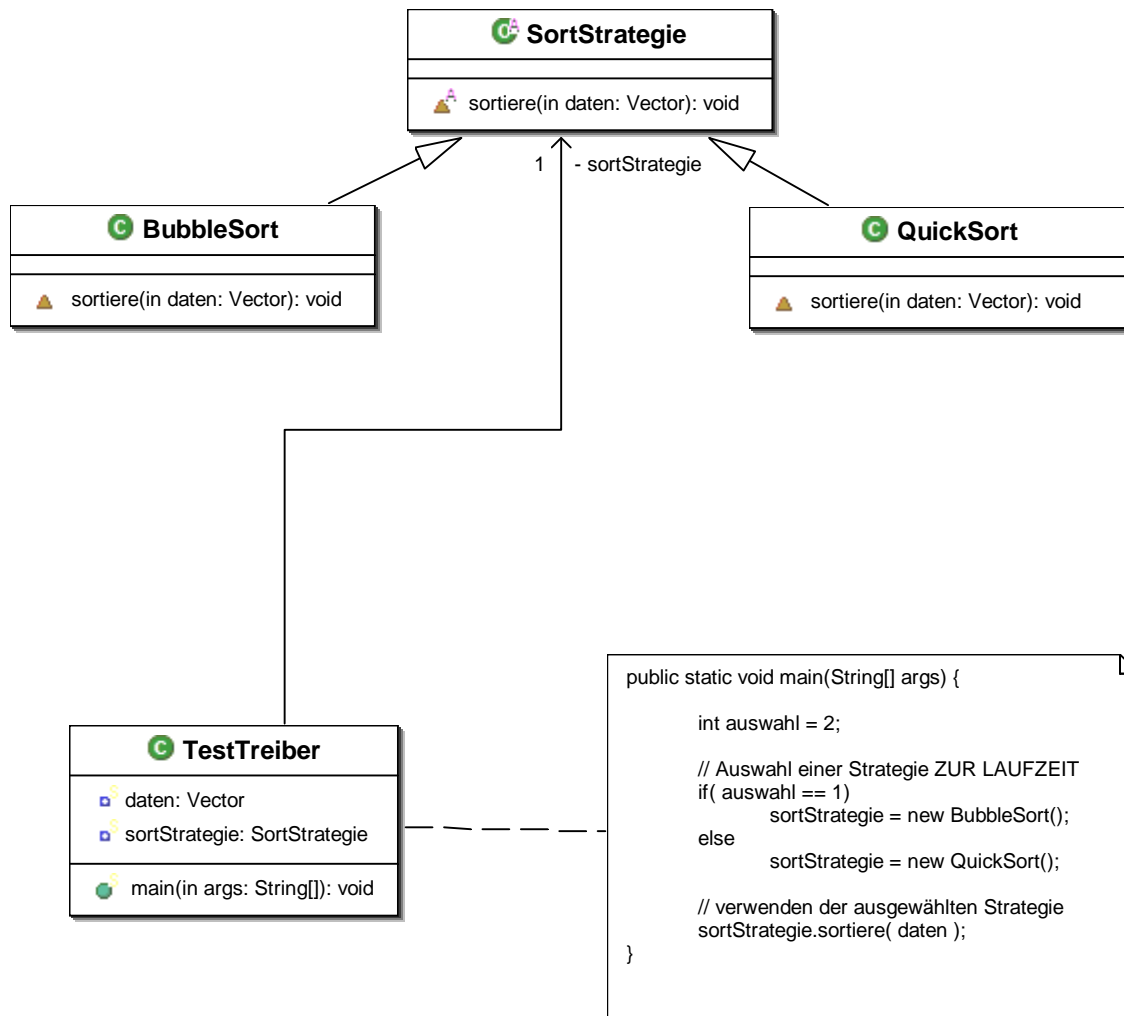 SortStrategie
sortiere(in daten: Vector): void
1 - sortStrategie
BubbleSort
sortiere(in daten: Vector): void
QuickSort
sortiere(in daten: Vector): void
TestTreiber
daten: Vector
sortStrategie: SortStrategie
main(in args: String[]): void
public static void main(String[] args) {
int auswahl = 2;
// Auswahl einer Strategie ZUR LAUFZEIT
if( auswahl == 1)
sortStrategie = new BubbleSort();
else
sortStrategie = new QuickSort();
// verwenden der ausgewählten Strategie
sortStrategie.sortiere( daten );
}